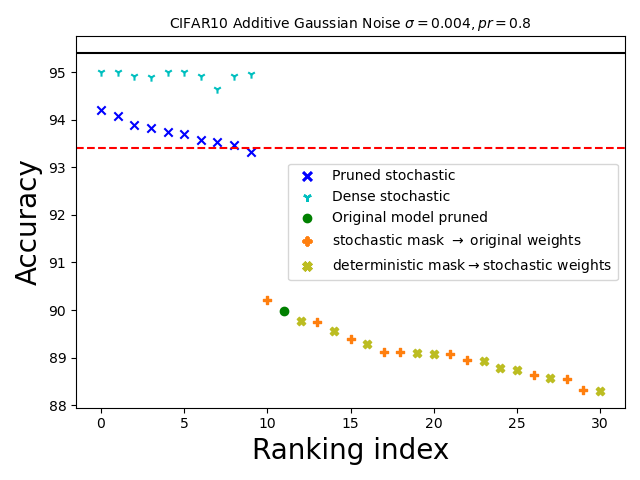 CIFAR10 Additive Gaussian Noise σ = 0.004, pr = 0.8
Accuracy
95
94
93
92
91
90
89
88
Pruned stochastic
Dense stochastic
Original model pruned
stochastic mask → original weights
deterministic mask → stochastic weights
0 5 10 15 20 25 30
Ranking index